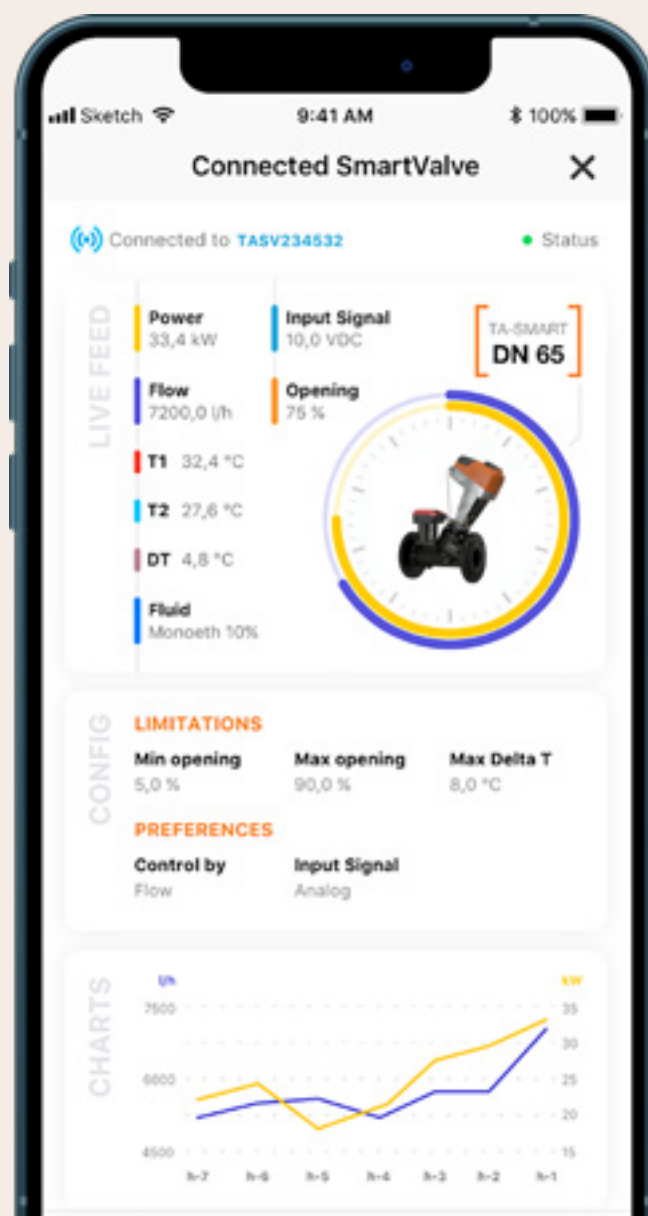 Sketch 9:41 AM 100%
Connected SmartValve
Connected to TASV234532 Status
LIVE FEED
Power Input Signal
33,4 kW 10,0 VDC
TA-SMART
DN 65
Flow Opening
7200,0 l/h 75 %
T1 32,4 °C
T2 27,6 °C
DT 4,8 °C
Fluid
Monoeth 10%
CONFIG
LIMITATIONS
Min opening Max opening Max Delta T
5,0 % 90,0 % 8,0 °C
PREFERENCES
Control by Input Signal
Flow Analog
CHARTS
l/h kW
7500 35
30
6000 25
20
4500 15
h-7 h-6 h-5 h-4 h-3 h-2 h-1